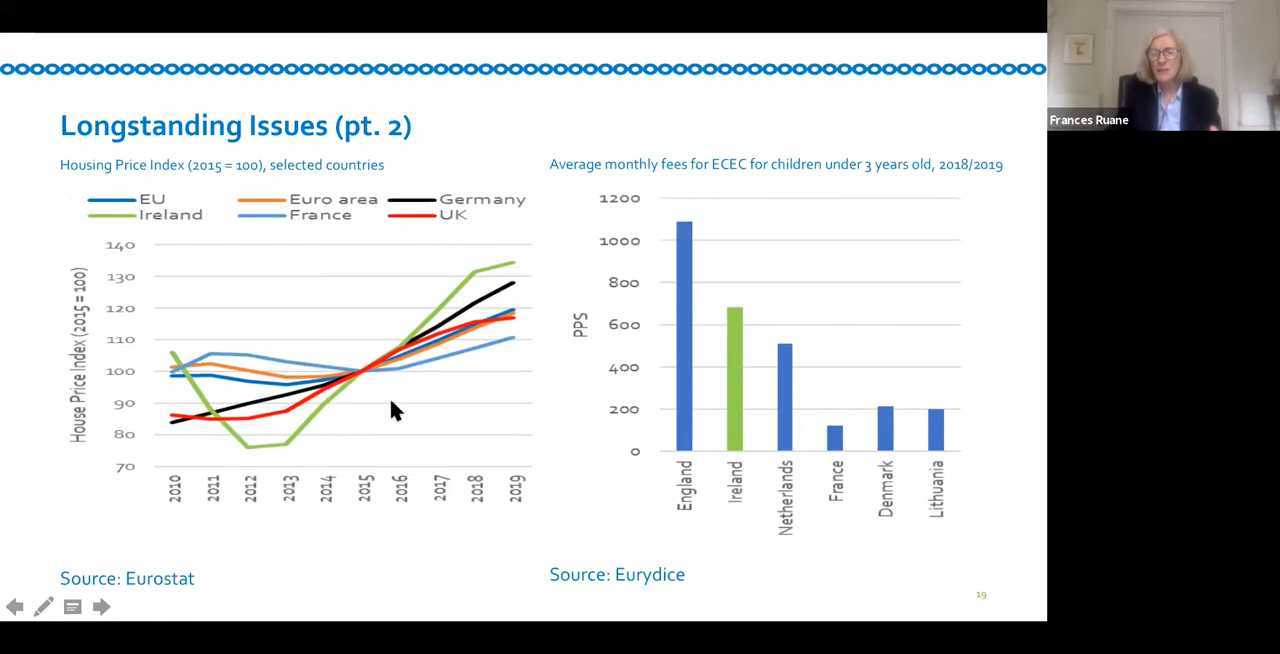 Longstanding Issues (pt. 2)
Housing Price Index (2015 = 100), selected countries
EU Euro area Germany
Ireland France UK
House Price Index (2015 = 100)
140
130
120
110
100
90
80
70
2010 2011 2012 2013 2014 2015 2016 2017 2018 2019
Source: Eurostat
Average monthly fees for ECEC for children under 3 years old, 2018/2019
PPS
1200
1000
800
600
400
200
0
England Ireland Netherlands France Denmark Lithuania
Source: Eurydice
19
Frances Ruane